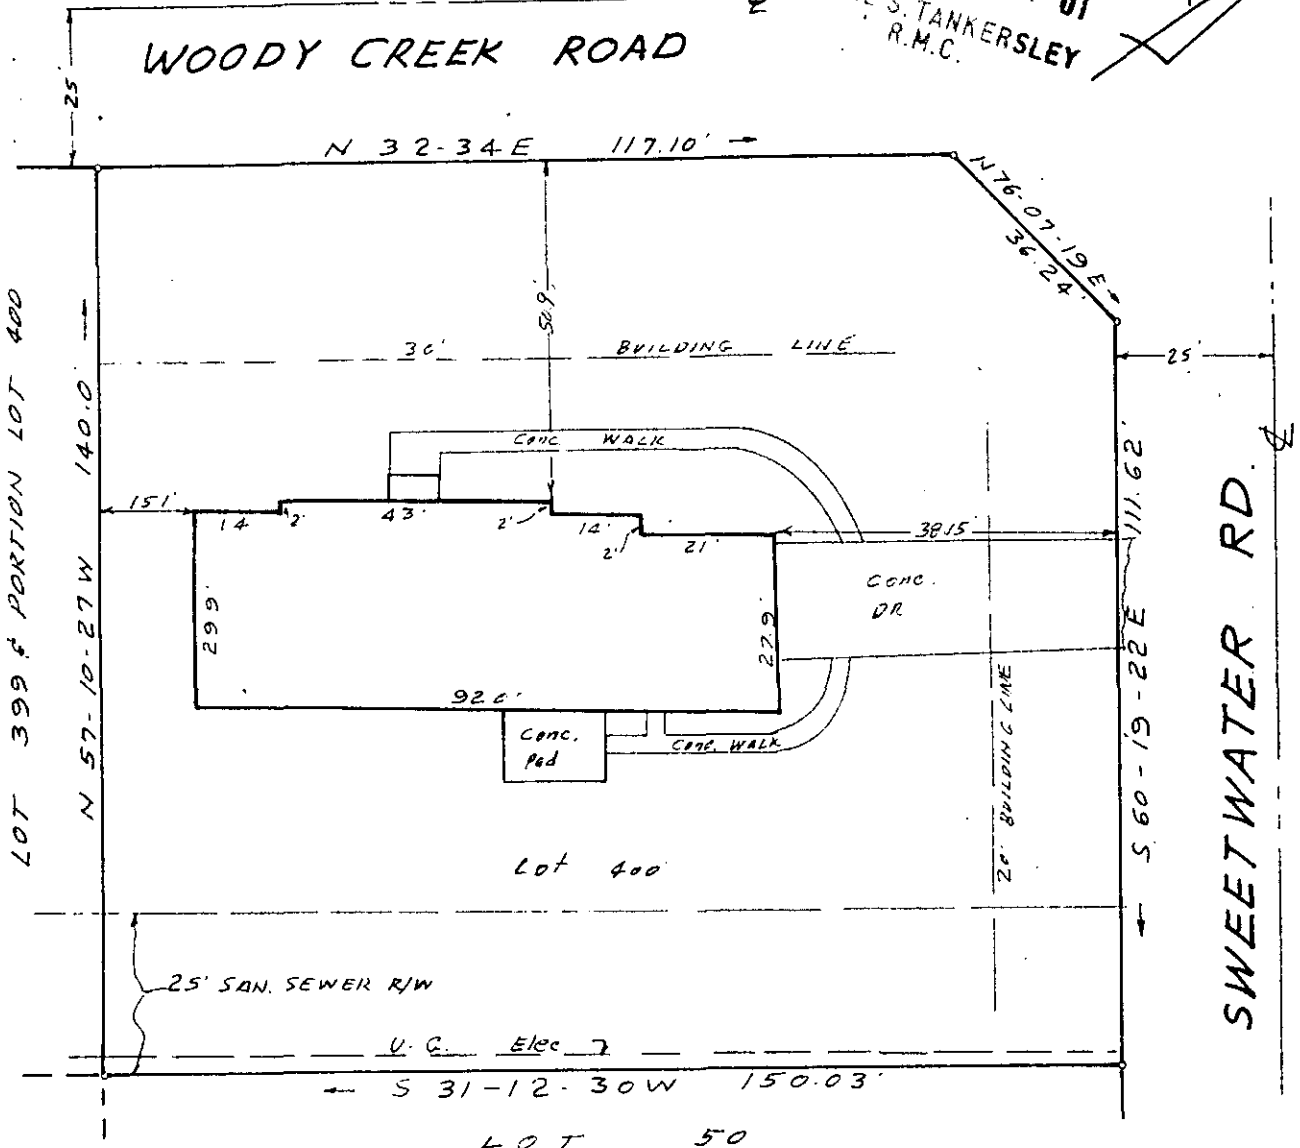 01
S. TANKERSLEY
R.M.C.
WOODY CREEK ROAD
25'
N 32-34 E 117.10'
N 76-07-19 E
36.24'
50.9'
30' BUILDING LINE
25'
Conc. WALK
LOT 399 & PORTION LOT 400
N 57-10-27 W 140.0
15.1'
14
2'
43'
2'
14'
2'
21'
38.15
29.9
27.9'
92.0'
Conc.
DR
Conc.
Pad
Conc. WALK
20' BUILDING LINE
S 60-19-22 E 111.62'
SWEETWATER RD.
Lot 400
25' SAN. SEWER R/W
U.G. Elec
S 31-12-30 W 150.03'
LOT 50